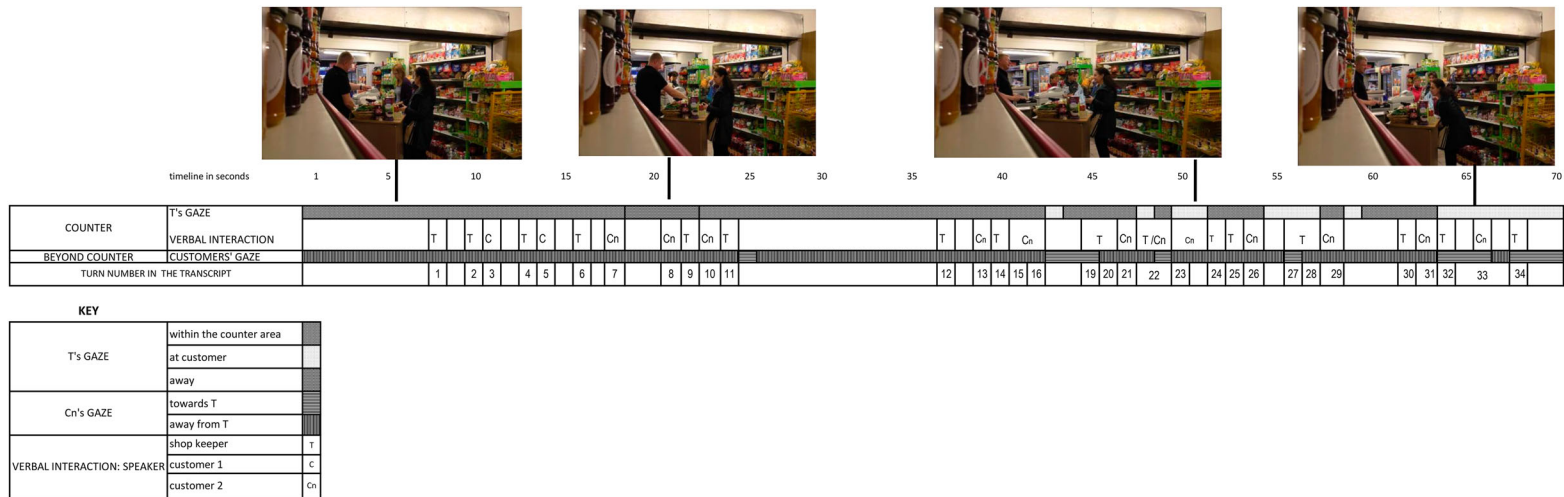 timeline in seconds 1 5 10 15 20 25 30 35 40 45 50 55 60 65 70
COUNTER
T's GAZE
VERBAL INTERACTION T T C T C T Cn Cn T Cn T T Cn T Cn T Cn T /Cn Cn T T Cn T Cn T Cn T Cn T
BEYOND COUNTER CUSTOMERS' GAZE
TURN NUMBER IN THE TRANSCRIPT 1 2 3 4 5 6 7 8 9 10 11 12 13 14 15 16 19 20 21 22 23 24 25 26 27 28 29 30 31 32 33 34
KEY
T's GAZE
within the counter area
at customer
away
Cn's GAZE
towards T
away from T
VERBAL INTERACTION: SPEAKER
shop keeper T
customer 1 C
customer 2 Cn